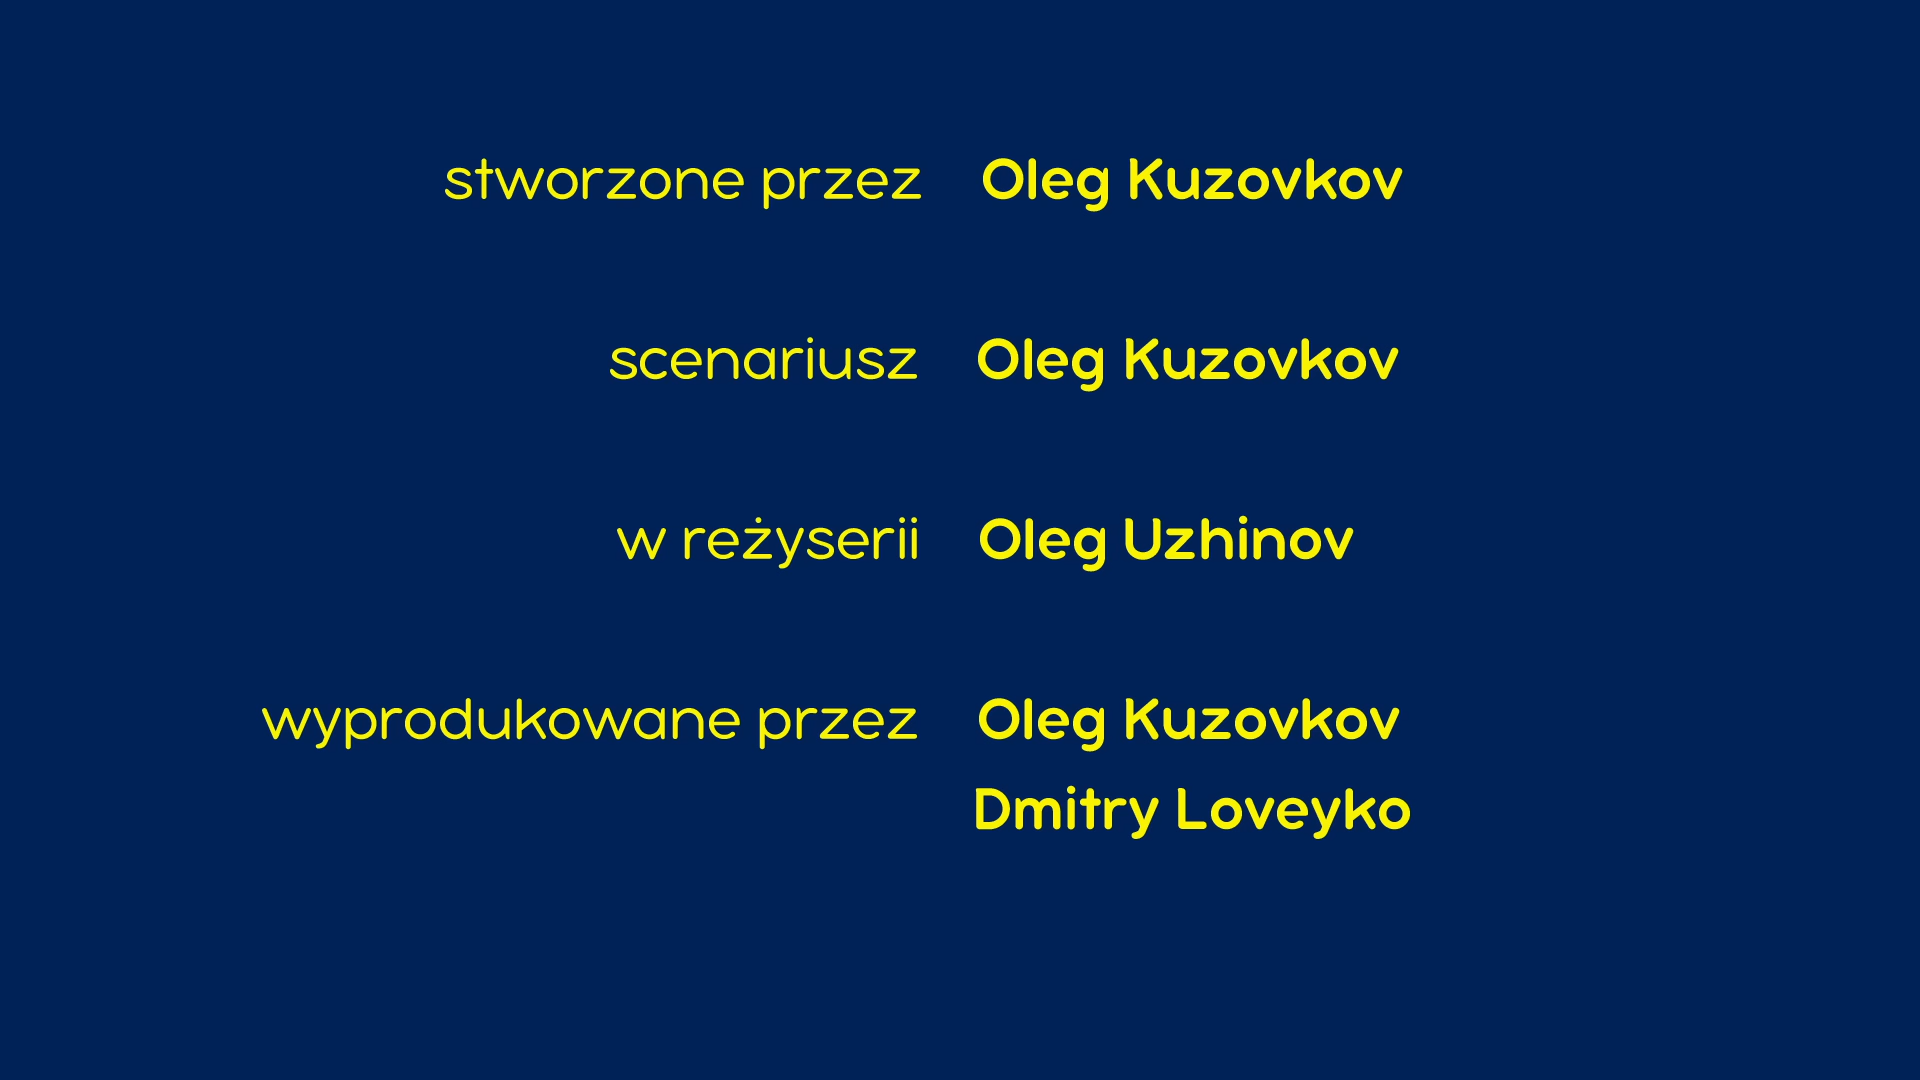 stworzone przez Oleg Kuzovkov
scenariusz Oleg Kuzovkov
w reżyserii Oleg Uzhinov
wyprodukowane przez Oleg Kuzovkov
Dmitry Loveyko